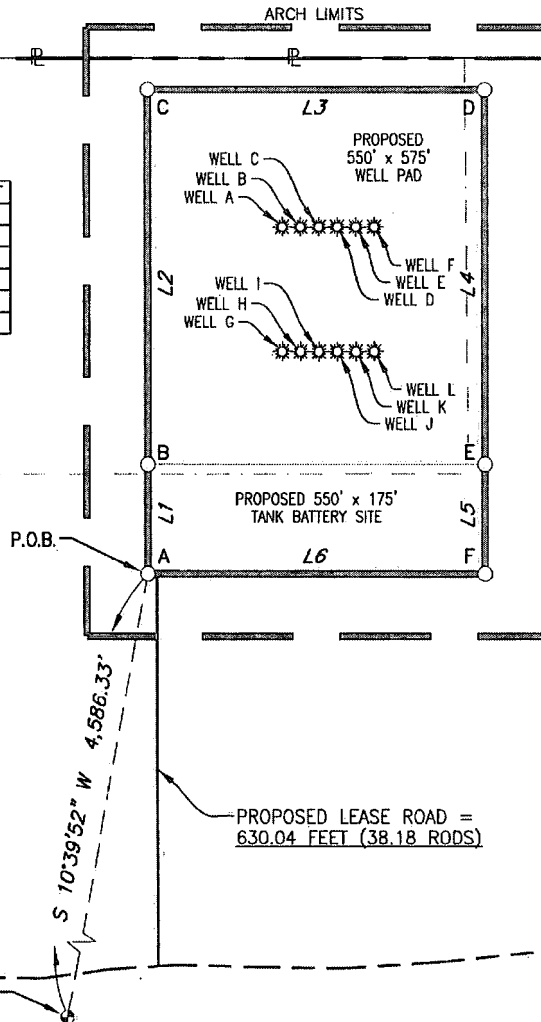 ARCH LIMITS
PL
PL
C
L3
D
PROPOSED
550' x 575'
WELL PAD
WELL C
WELL B
WELL A
WELL F
WELL E
WELL D
L2
L4
WELL I
WELL H
WELL G
WELL L
WELL K
WELL J
B
E
L1
PROPOSED 550' x 175'
TANK BATTERY SITE
L5
P.O.B.
A
L6
F
S 10°39'52" W 4,586.33'
PROPOSED LEASE ROAD =
630.04 FEET (38.18 RODS)